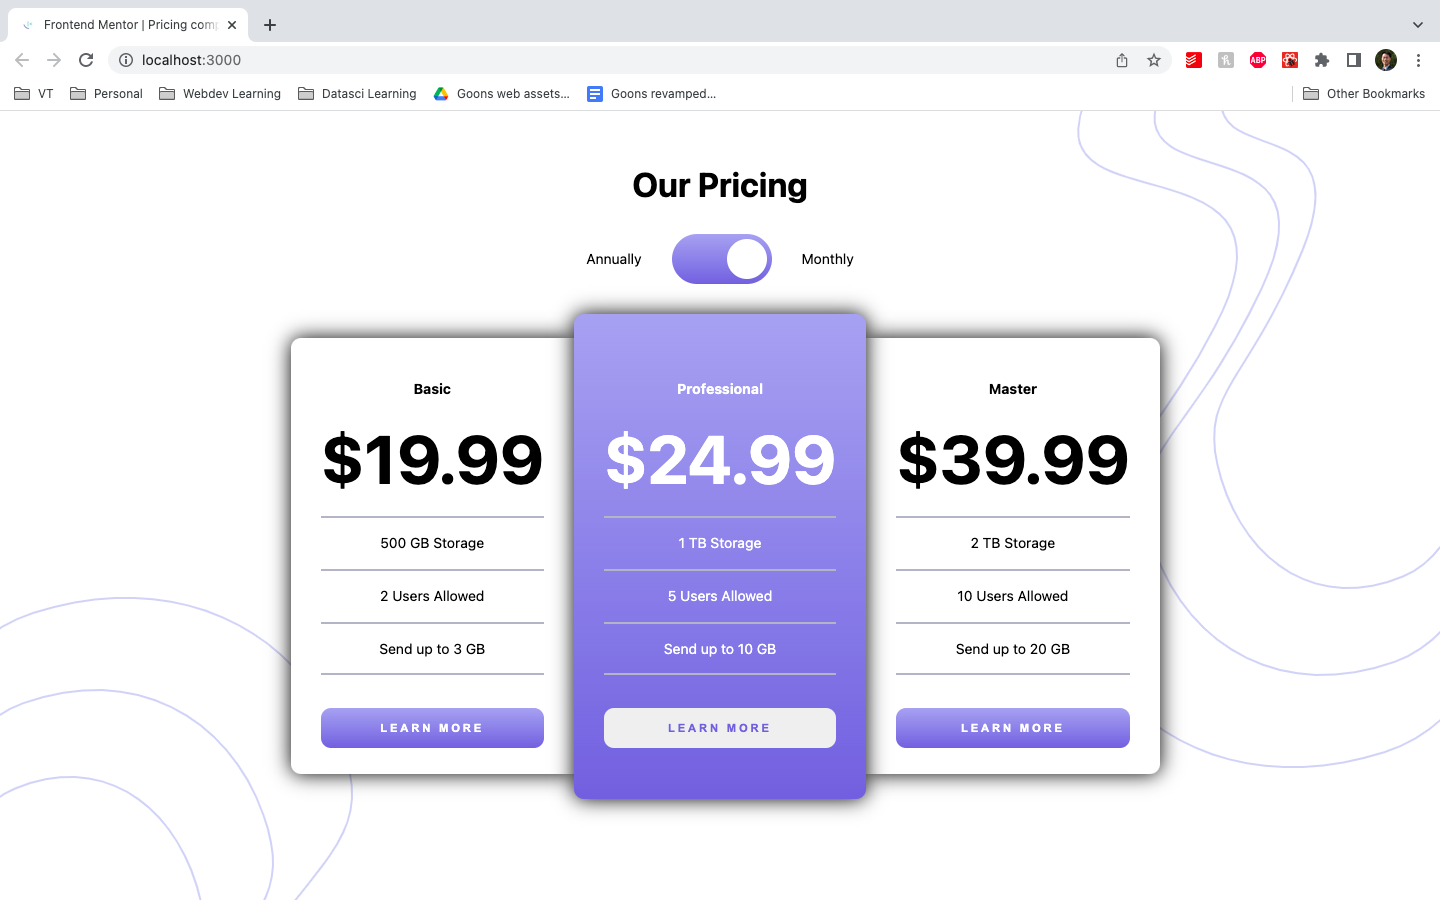 Frontend Mentor | Pricing com
localhost:3000
ABP
VT
Personal
Webdev Learning
Datasci Learning
Goons web assets...
Goons revamped...
Other Bookmarks
Our Pricing
Annually
Monthly
Basic
$19.99
500 GB Storage
2 Users Allowed
Send up to 3 GB
LEARN MORE
Professional
$24.99
1 TB Storage
5 Users Allowed
Send up to 10 GB
LEARN MORE
Master
$39.99
2 TB Storage
10 Users Allowed
Send up to 20 GB
LEARN MORE